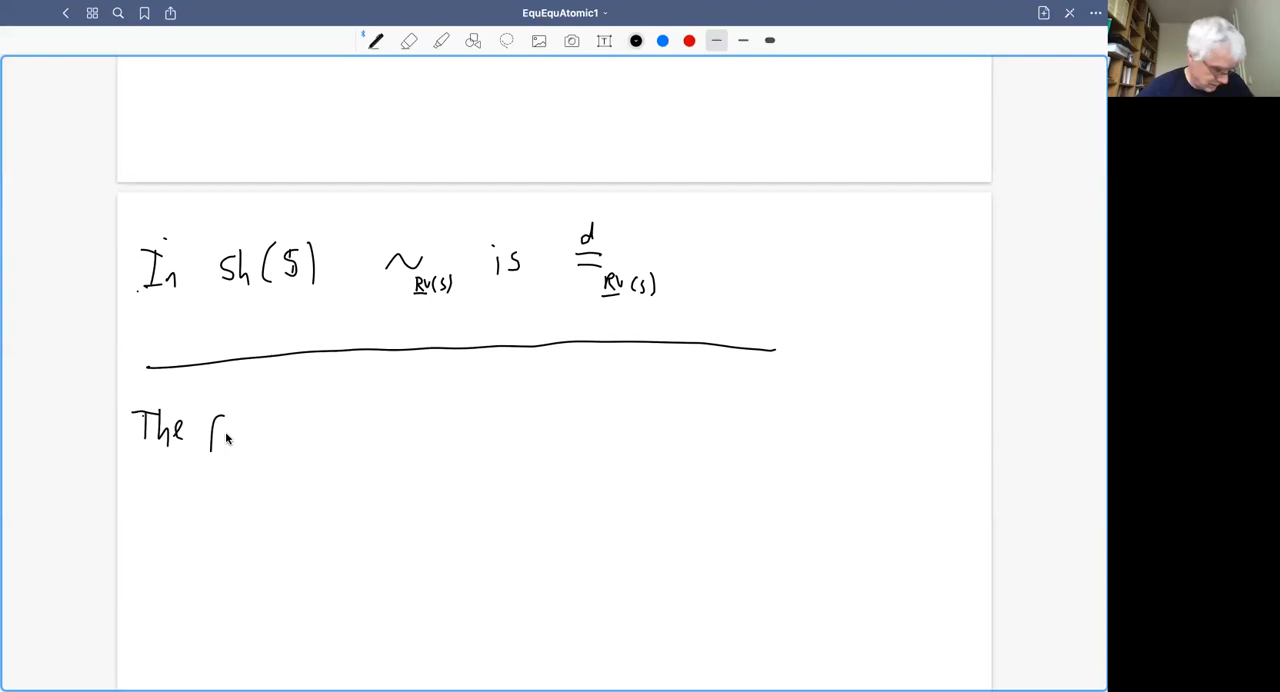 EquEquAtomic1
In Sh($) ~RV(S) is =^d RV(S)
The